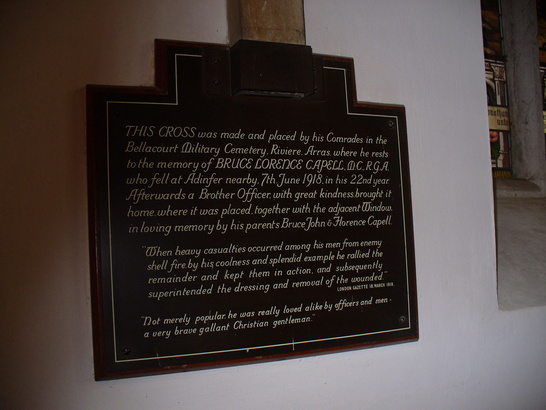 THIS CROSS was made and placed by his Comrades in the
Bellacourt Military Cemetery, Riviere, Arras, where he rests
to the memory of BRUCE LORENCE CAPELL, M.C., R.G.A.
who fell at Adinfer nearby, 7th June 1918, in his 22nd year.
Afterwards a Brother Officer, with great kindness, brought it
home, where it was placed, together with the adjacent Window,
in loving memory by his parents Bruce John & Florence Capell.
"When heavy casualties occurred among his men from enemy
shell fire, by his coolness and splendid example he rallied the
remainder and kept them in action, and subsequently
superintended the dressing and removal of the wounded."
LONDON GAZETTE 18 MARCH 1918.
"Not merely popular, he was really loved alike by officers and men -
a very brave gallant Christian gentleman."